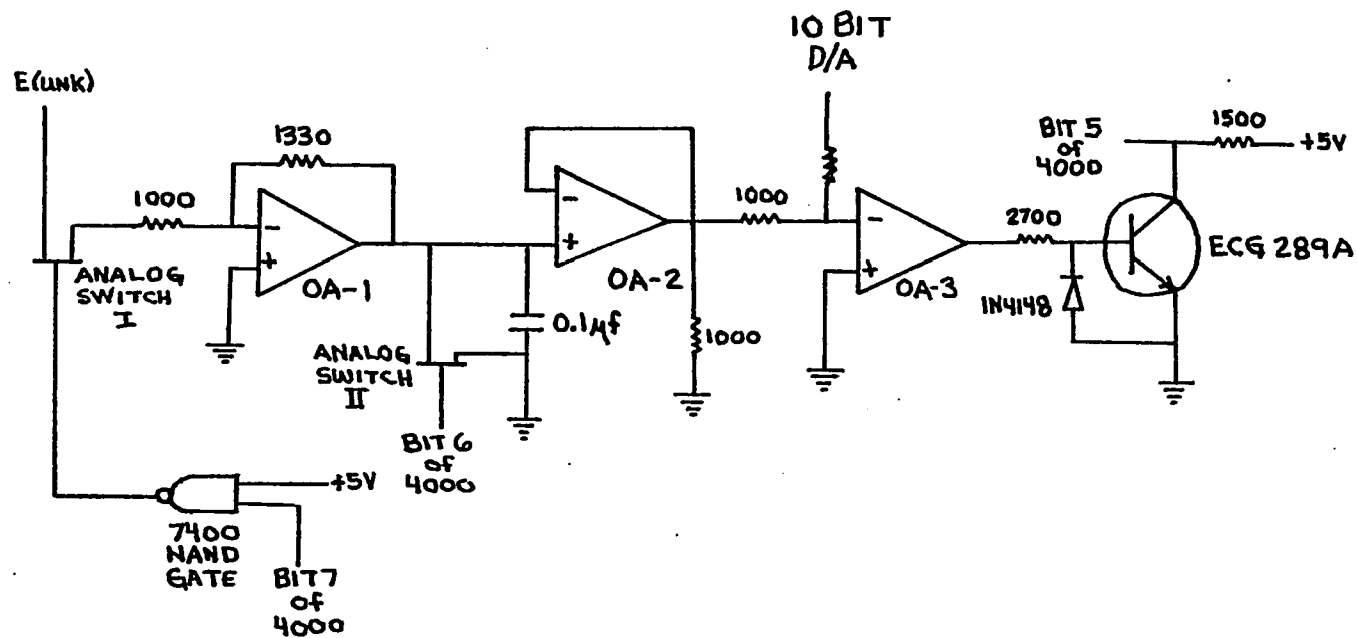 10 BIT
D/A
E(UNK)
1330
1000
-
+
OA-1
ANALOG
SWITCH
I
-
+
OA-2
0.1µf
ANALOG
SWITCH
II
BIT 6
of
4000
1000
1000
-
+
OA-3
2700
1N4148
BIT 5
of
4000
1500
+5V
ECG 289A
+5V
7400
NAND
GATE
BIT 7
of
4000